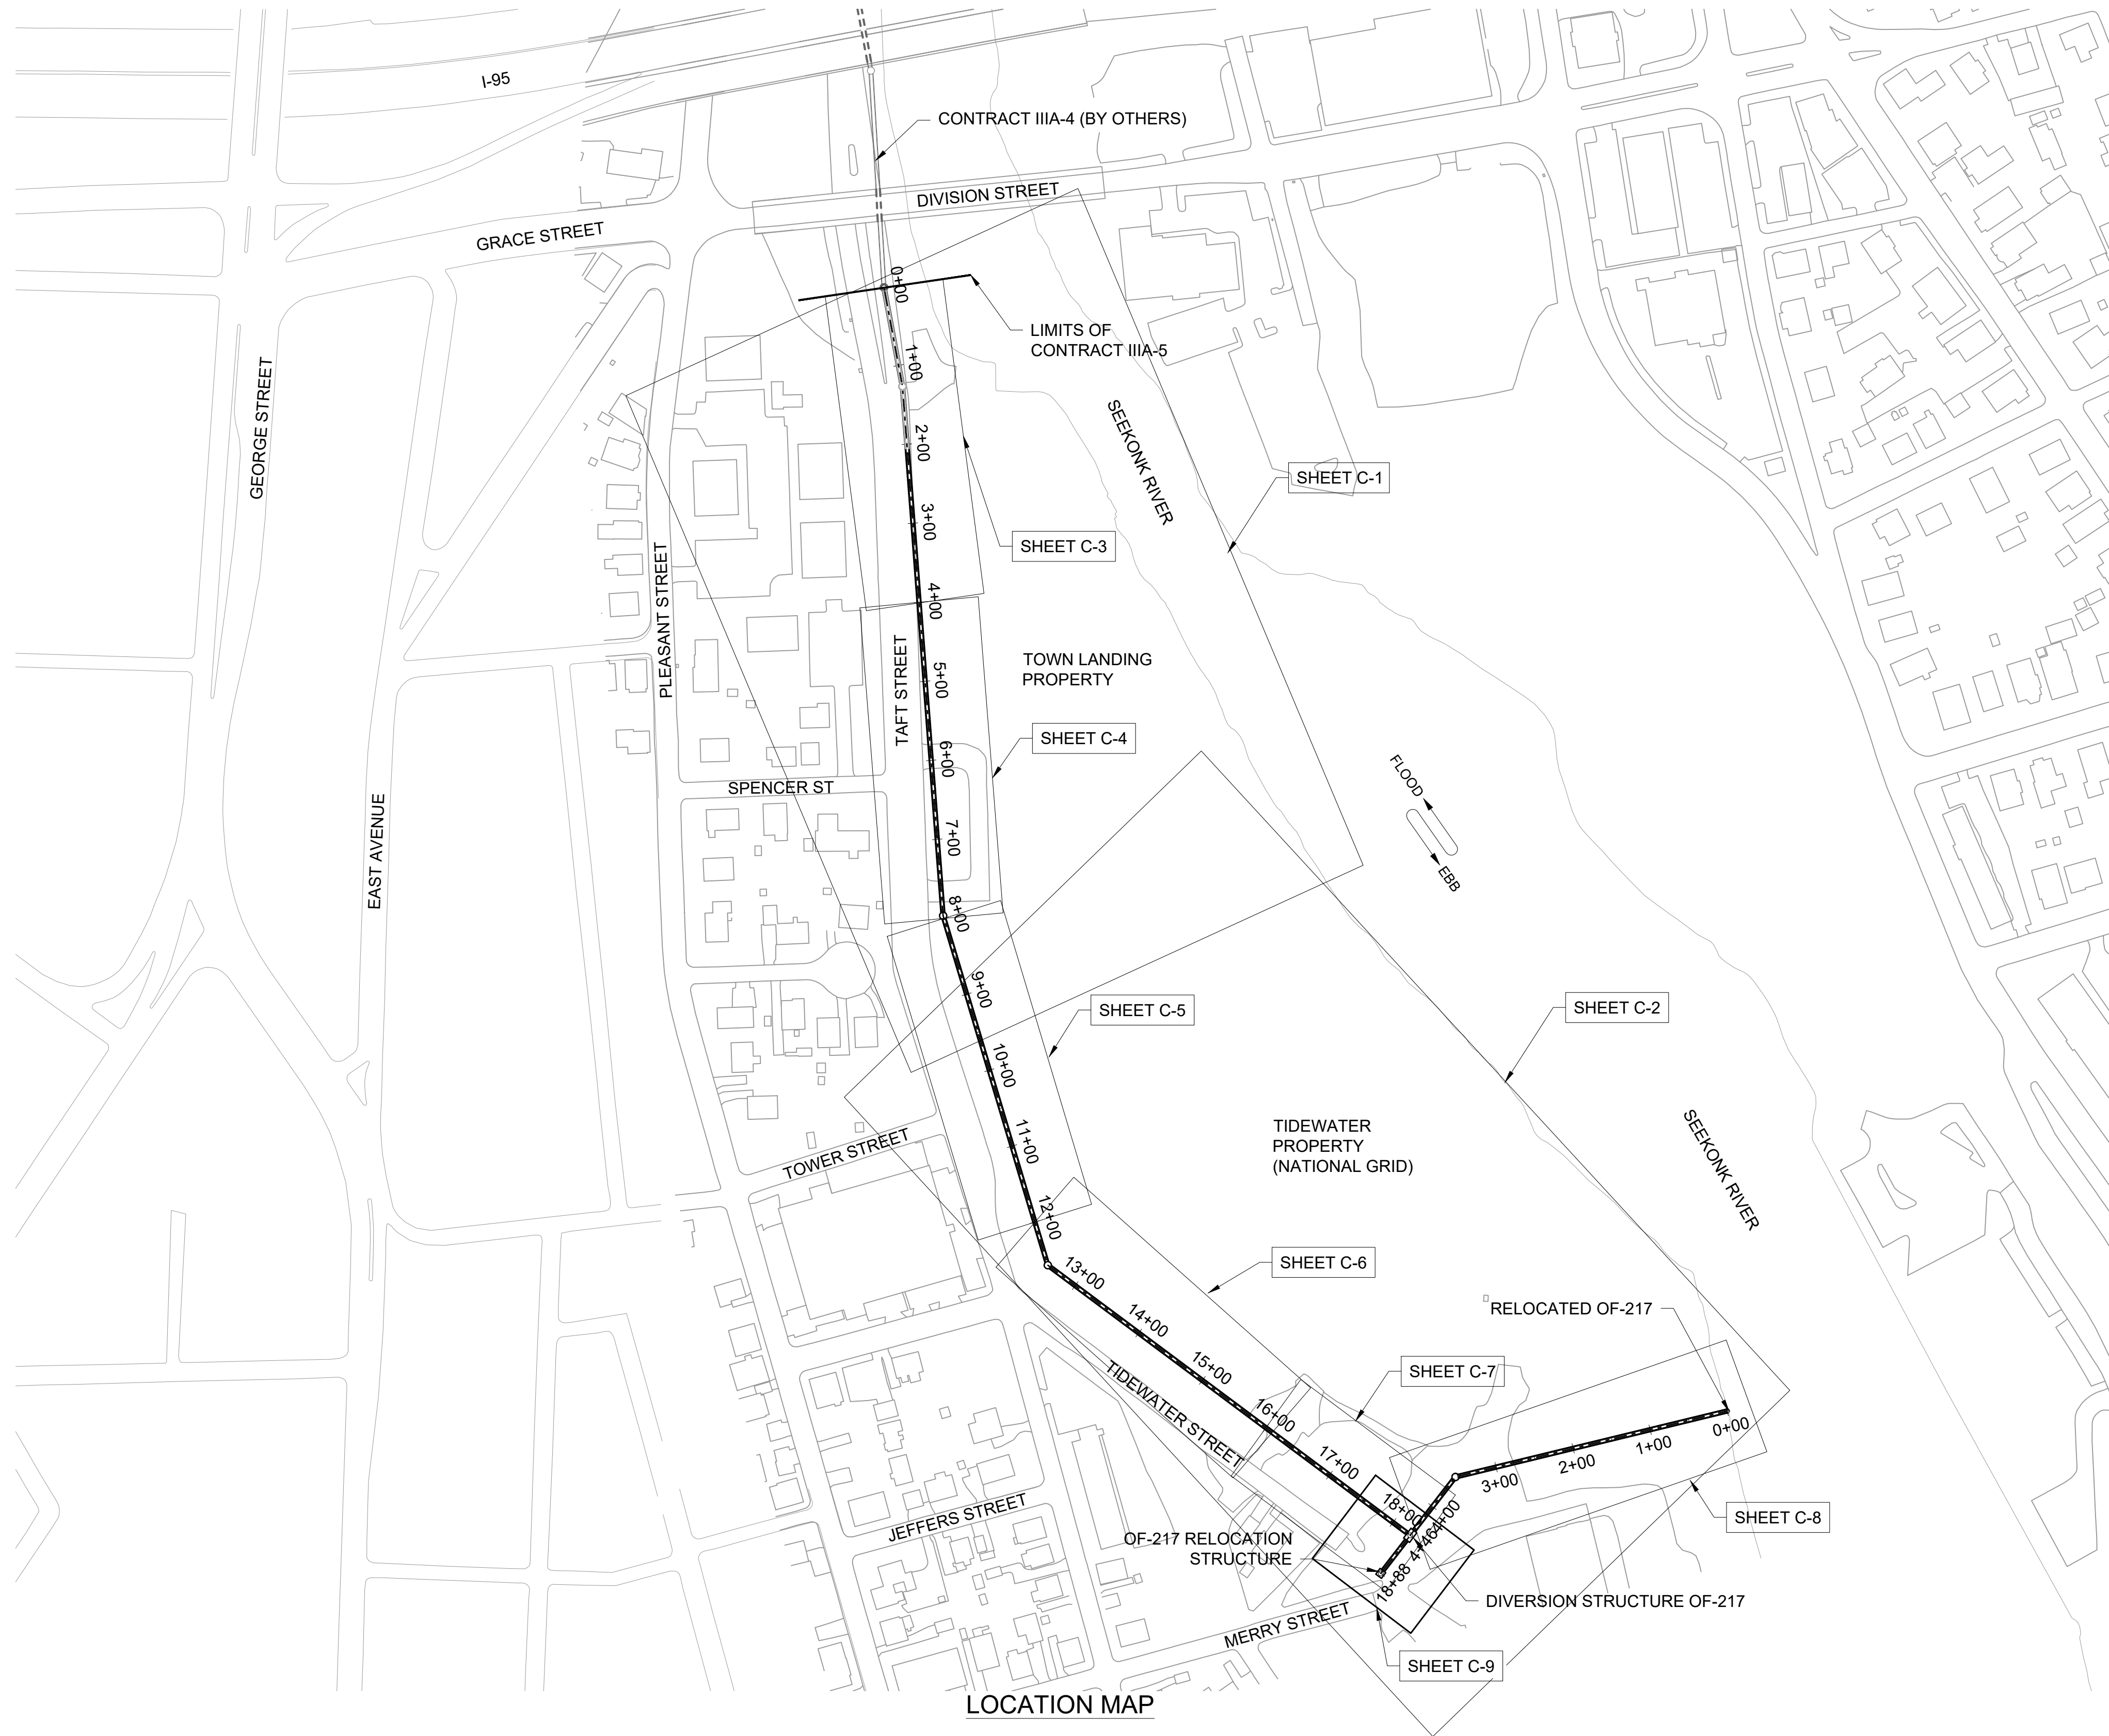 I-95
CONTRACT IIIA-4 (BY OTHERS)
DIVISION STREET
GRACE STREET
0+00
LIMITS OF
CONTRACT IIIA-5
1+00
GEORGE STREET
SEEKONK RIVER
2+00
SHEET C-1
3+00
SHEET C-3
PLEASANT STREET
4+00
TAFT STREET
TOWN LANDING
PROPERTY
5+00
SHEET C-4
6+00
SPENCER ST
FLOOD
EBB
EAST AVENUE
7+00
8+00
9+00
SHEET C-5
SHEET C-2
10+00
11+00
TOWER STREET
TIDEWATER
PROPERTY
(NATIONAL GRID)
SEEKONK RIVER
12+00
13+00
SHEET C-6
14+00
RELOCATED OF-217
15+00
TIDEWATER STREET
SHEET C-7
16+00
17+00
0+00
1+00
2+00
3+00
18+00
4+00
4+46
18+88
JEFFERS STREET
SHEET C-8
OF-217 RELOCATION
STRUCTURE
DIVERSION STRUCTURE OF-217
MERRY STREET
SHEET C-9
LOCATION MAP